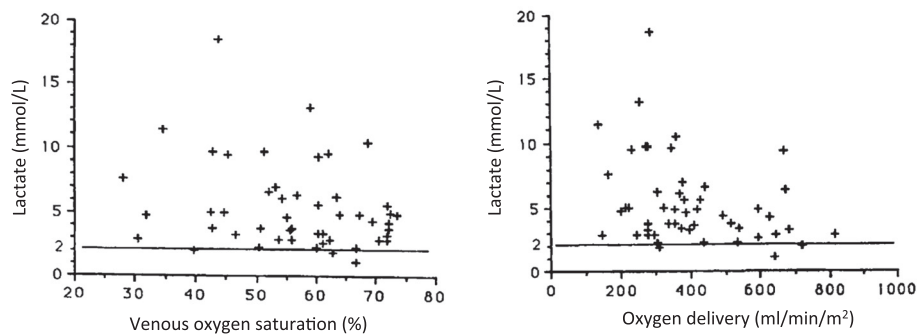 Lactate (mmol/L)
20
15
10
5
2
0
20 30 40 50 60 70 80
Venous oxygen saturation (%)
Lactate (mmol/L)
20
15
10
5
2
0
0 200 400 600 800 1000
Oxygen delivery (ml/min/m²)